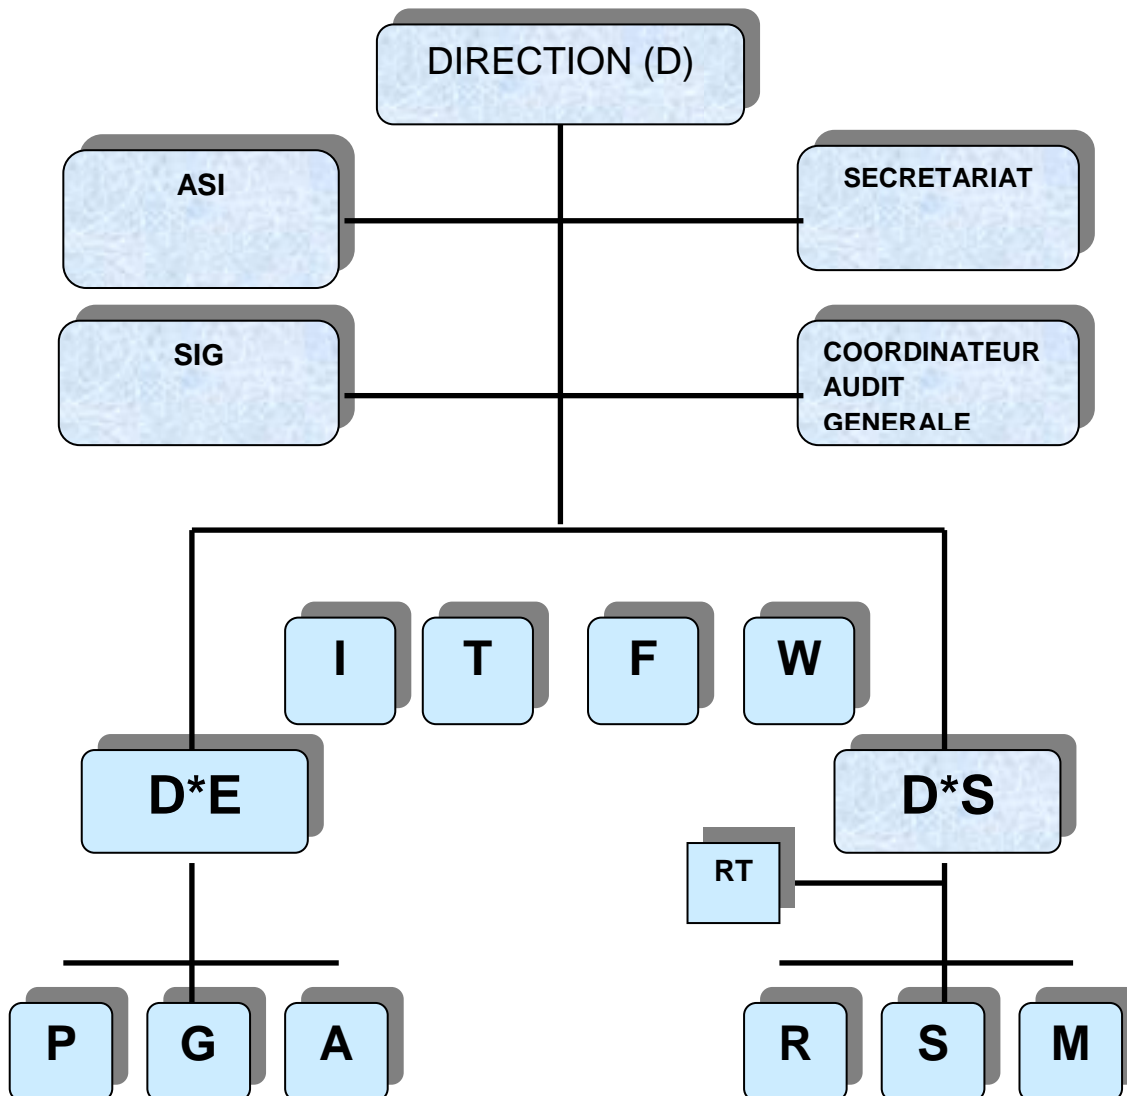 DIRECTION (D)
ASI
SECRETARIAT
SIG
COORDINATEUR
AUDIT
GENERALE
I
T
F
W
D*E
D*S
RT
P
G
A
R
S
M